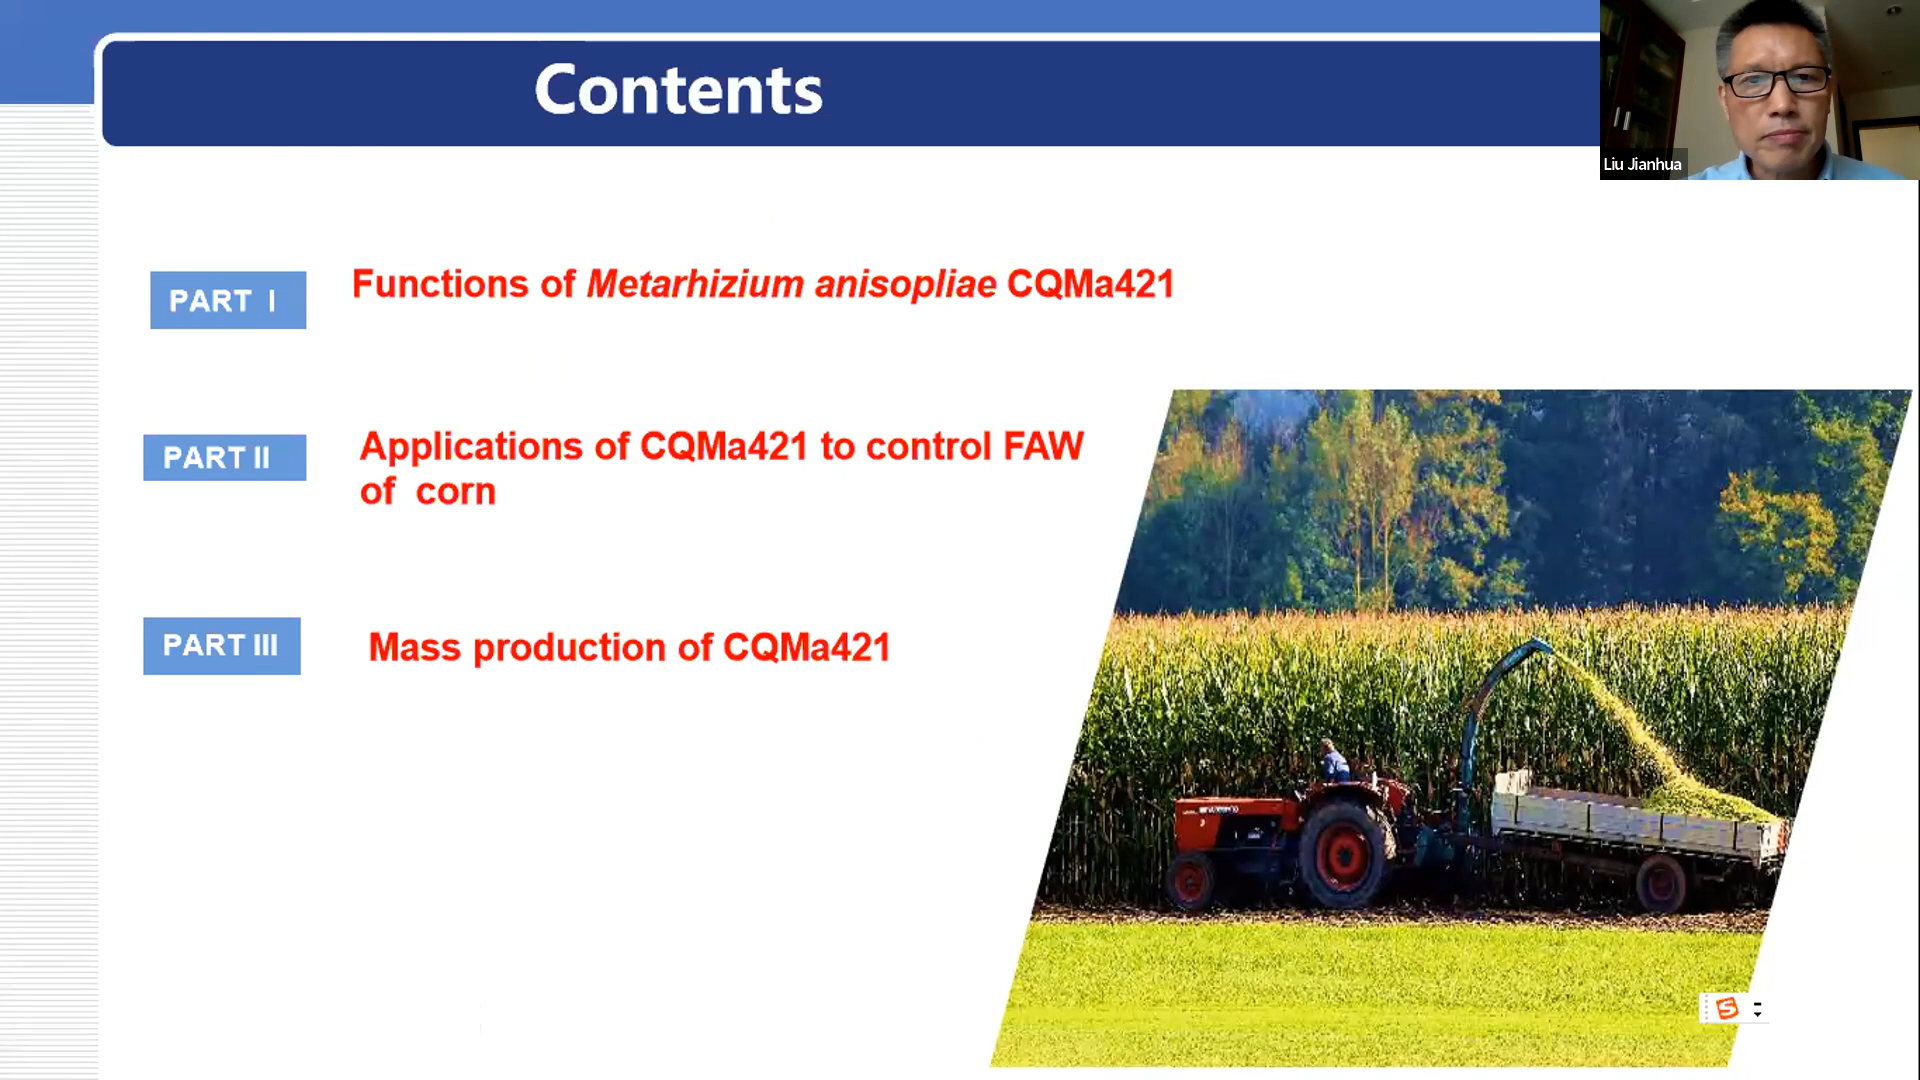 Contents
Liu Jianhua
PART I
Functions of Metarhizium anisopliae CQMa421
PART II
Applications of CQMa421 to control FAW
of corn
PART III
Mass production of CQMa421